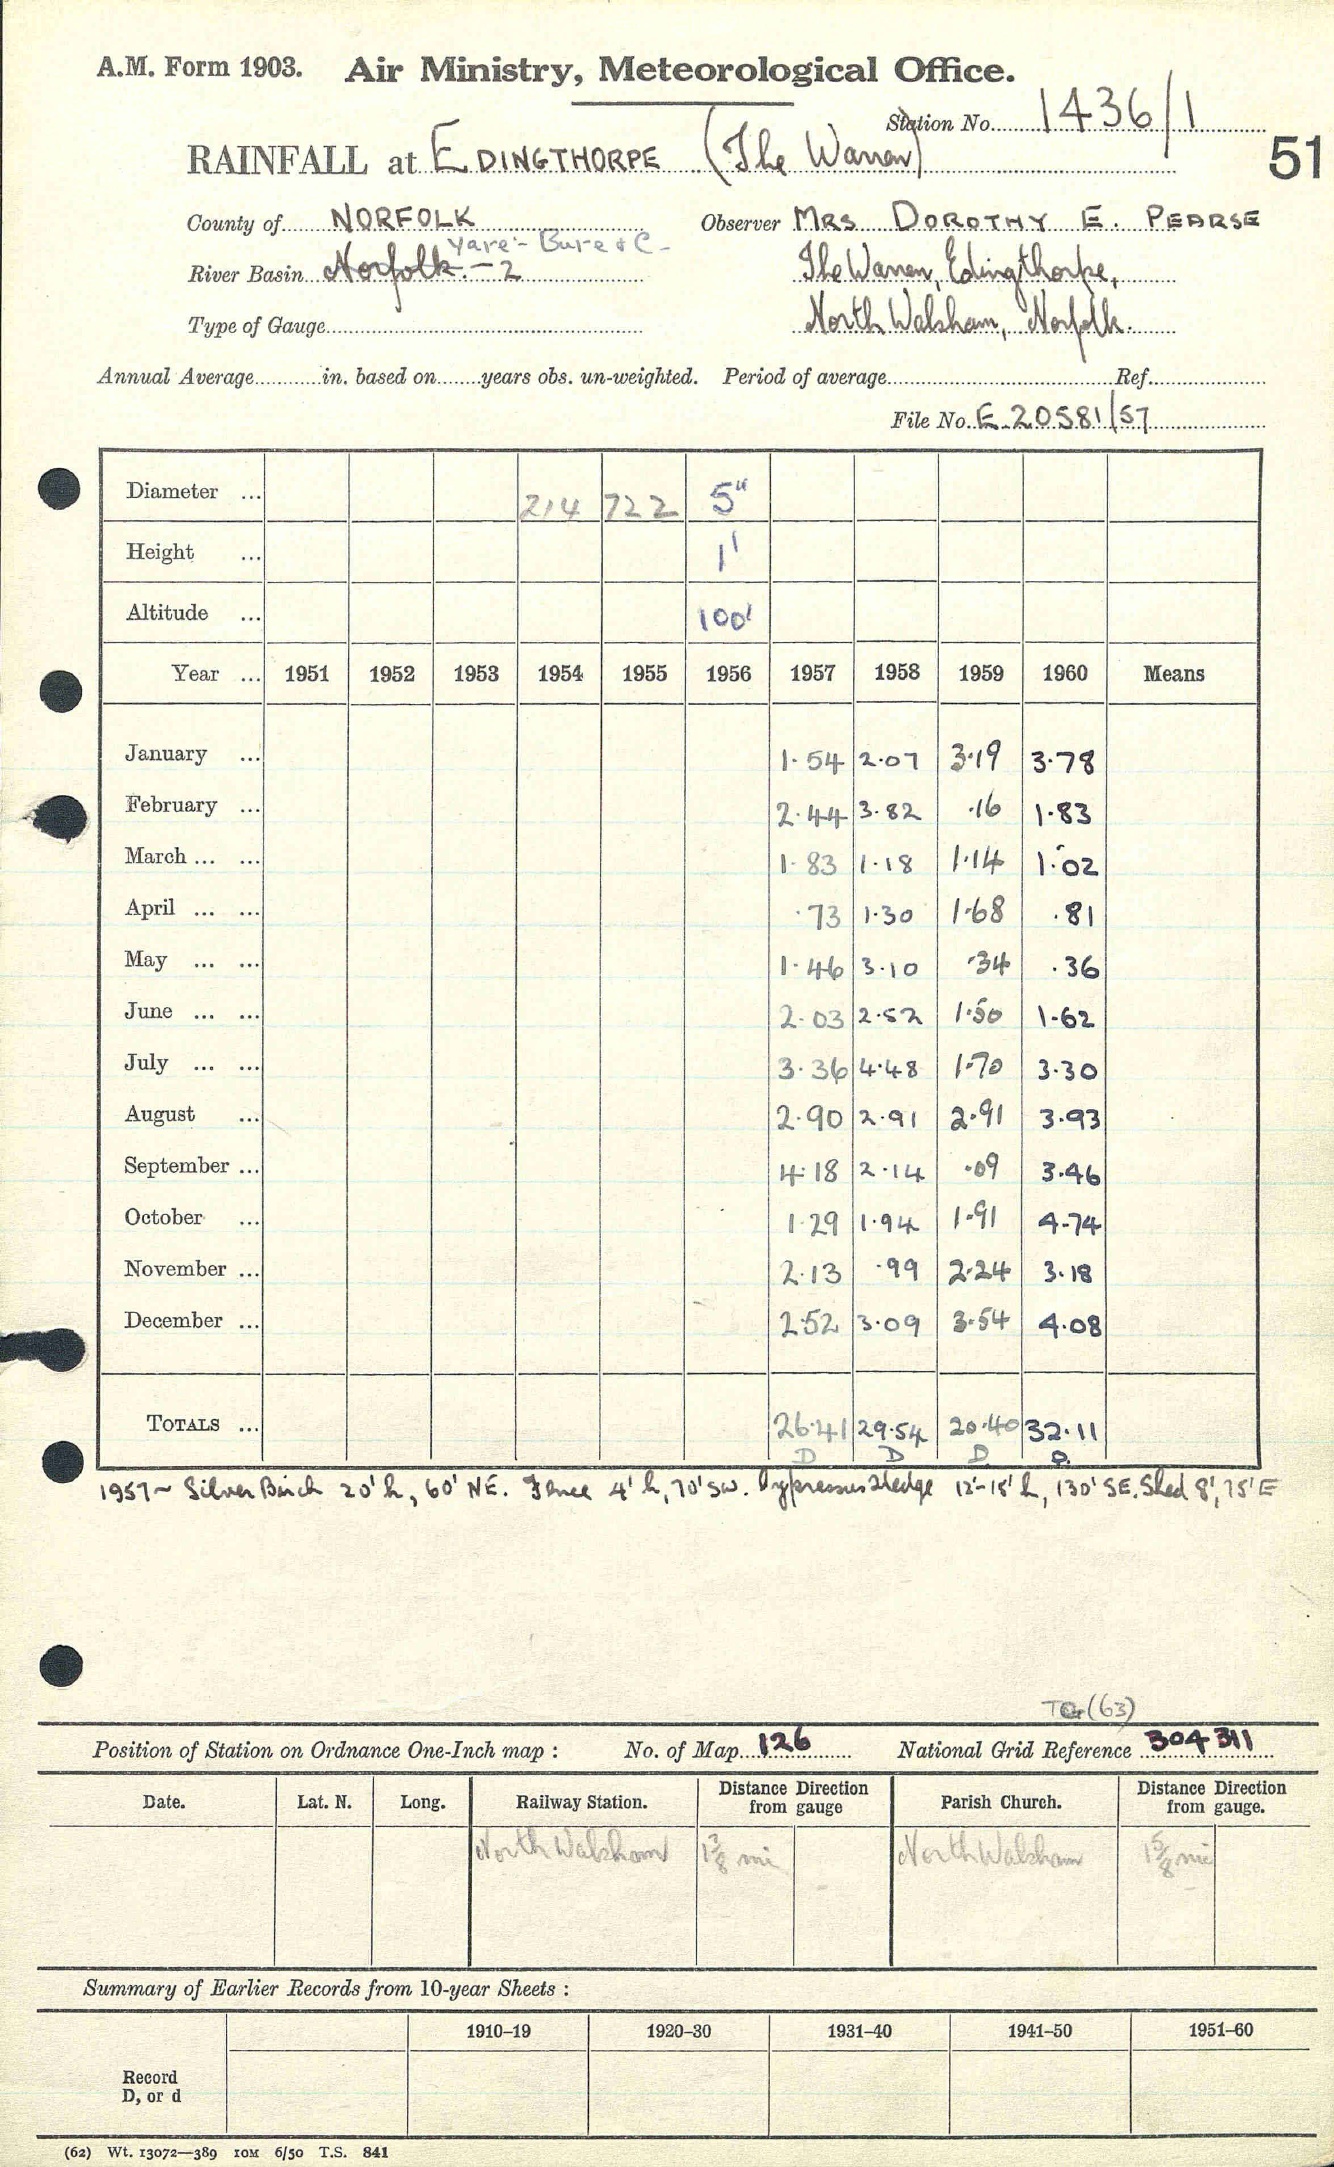 A.M. Form 1903. Air Ministry, Meteorological Office.
Station No. 1436/1
RAINFALL at EDINGTHORPE (The Warren)
51
County of NORFOLK Observer MRS DOROTHY E. PEARSE
Yare - Bure & C -
River Basin Norfolk. - 2 The Warren, Edingthorpe,
Type of Gauge North Walsham, Norfolk.
Annual Average in. based on years obs. un-weighted. Period of average Ref.
File No. E.20581/57
Diameter ... 214 722 5"
Height ... 1'
Altitude ... 100'
Year ... 1951 1952 1953 1954 1955 1956 1957 1958 1959 1960 Means
January ... 1.54 2.07 3.19 3.78
February ... 2.44 3.82 .16 1.83
March ... ... 1.83 1.18 1.14 1.02
April ... ... .73 1.30 1.68 .81
May ... ... 1.46 3.10 .34 .36
June ... ... 2.03 2.52 1.50 1.62
July ... ... 3.36 4.48 1.70 3.30
August ... 2.90 2.91 2.91 3.93
September ... 4.18 2.14 .09 3.46
October ... 1.29 1.94 1.91 4.74
November ... 2.13 .99 2.24 3.18
December ... 2.52 3.09 3.54 4.08
TOTALS ... 26.41 29.54 20.40 32.11
D D D D
1957~ Silver Birch 20' h, 60' NE. Fence 4' h, 70' SW. Cypressus Hedge 12'-15' h, 130' SE. Shed 8', 75' E
TG (63)
Position of Station on Ordnance One-Inch map : No. of Map 126 National Grid Reference 304311
Date. Lat. N. Long. Railway Station. Distance Direction from gauge Parish Church. Distance Direction from gauge.
North Walsham 1 3/8 mi North Walsham 1 5/8 mi
Summary of Earlier Records from 10-year Sheets :
1910–19 1920–30 1931–40 1941–50 1951–60
Record
D, or d
(62) Wt. 13072—389 10M 6/50 T.S. 841